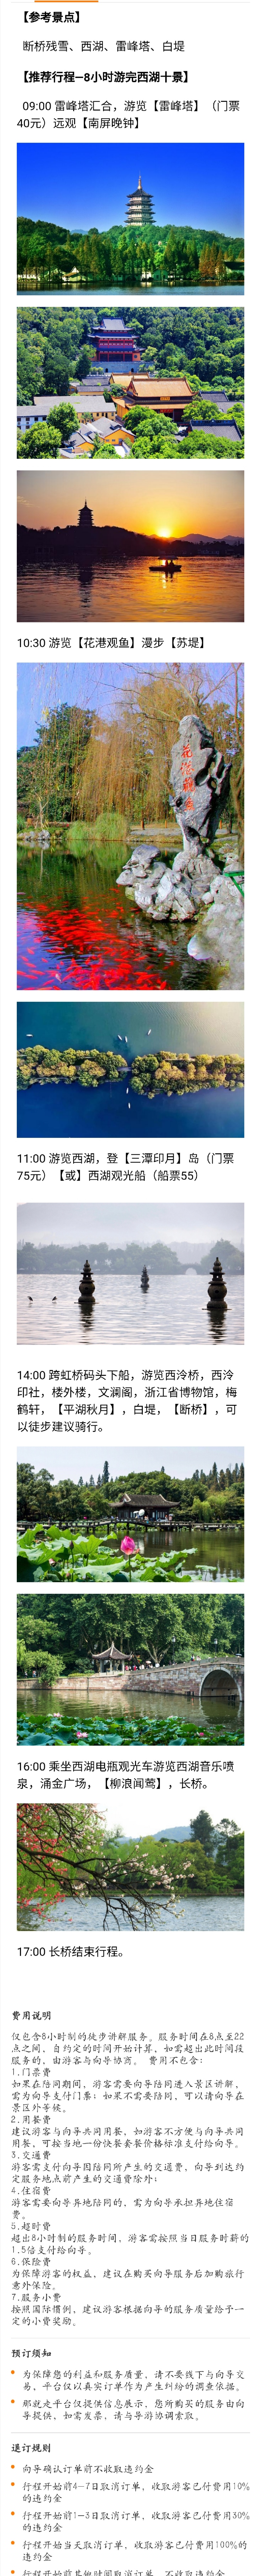 【参考景点】
断桥残雪、西湖、雷峰塔、白堤
【推荐行程—8小时游完西湖十景】
09:00 雷峰塔汇合，游览【雷峰塔】（门票
40元）远观【南屏晚钟】
10:30 游览【花港观鱼】漫步【苏堤】
11:00 游览西湖，登【三潭印月】岛（门票
75元）【或】西湖观光船（船票55）
14:00 跨虹桥码头下船，游览西泠桥，西泠
印社，楼外楼，文澜阁，浙江省博物馆，梅
鹤轩，【平湖秋月】，白堤，【断桥】，可
以徒步建议骑行。
16:00 乘坐西湖电瓶观光车游览西湖音乐喷
泉，涌金广场，【柳浪闻莺】，长桥。
17:00 长桥结束行程。
费用说明
仅包含8小时制的徒步讲解服务。服务时间在8点至22
点之间，自约定的时间开始计算，如需超出此时间段
服务的，由游客与向导协商。 费用不包含：
1.门票费
如果在陪同期间，游客需要向导陪同进入景区讲解，
需为向导支付门票；如果不需要陪同，可以请向导在
景区外等候。
2.用餐费
建议游客与向导共同用餐，如游客不方便与向导共同
用餐，可按当地一份快餐套餐价格标准支付给向导。
3.交通费
游客需支付向导因陪同所产生的交通费，向导到达约
定服务地点前产生的交通费除外；
4.住宿费
游客需要向导异地陪同的，需为向导承担异地住宿
费。
5.超时费
超出8小时制的服务时间，游客需按照当日服务时薪的
1.5倍支付给向导。
6.保险费
为保障游客的权益，建议在购买向导服务后加购旅行
意外保险。
7.服务小费
按照国际惯例，建议游客根据向导的服务质量给予一
定的小费奖励。
预订须知
为保障您的利益和服务质量，请不要线下与向导交
易，平台仅以真实订单作为产生纠纷的调查依据。
那就走平台仅提供信息展示，您所购买的服务由向
导提供，如需发票，请与导游协调索取。
退订规则
向导确认订单前不收取违约金
行程开始前4-7日取消订单，收取游客已付费用10%
的违约金
行程开始前1-3日取消订单，收取游客已付费用30%
的违约金
行程开始当天取消订单，收取游客已付费用100%的
违约金
行程开始前其他时间取消订单，不收取违约金